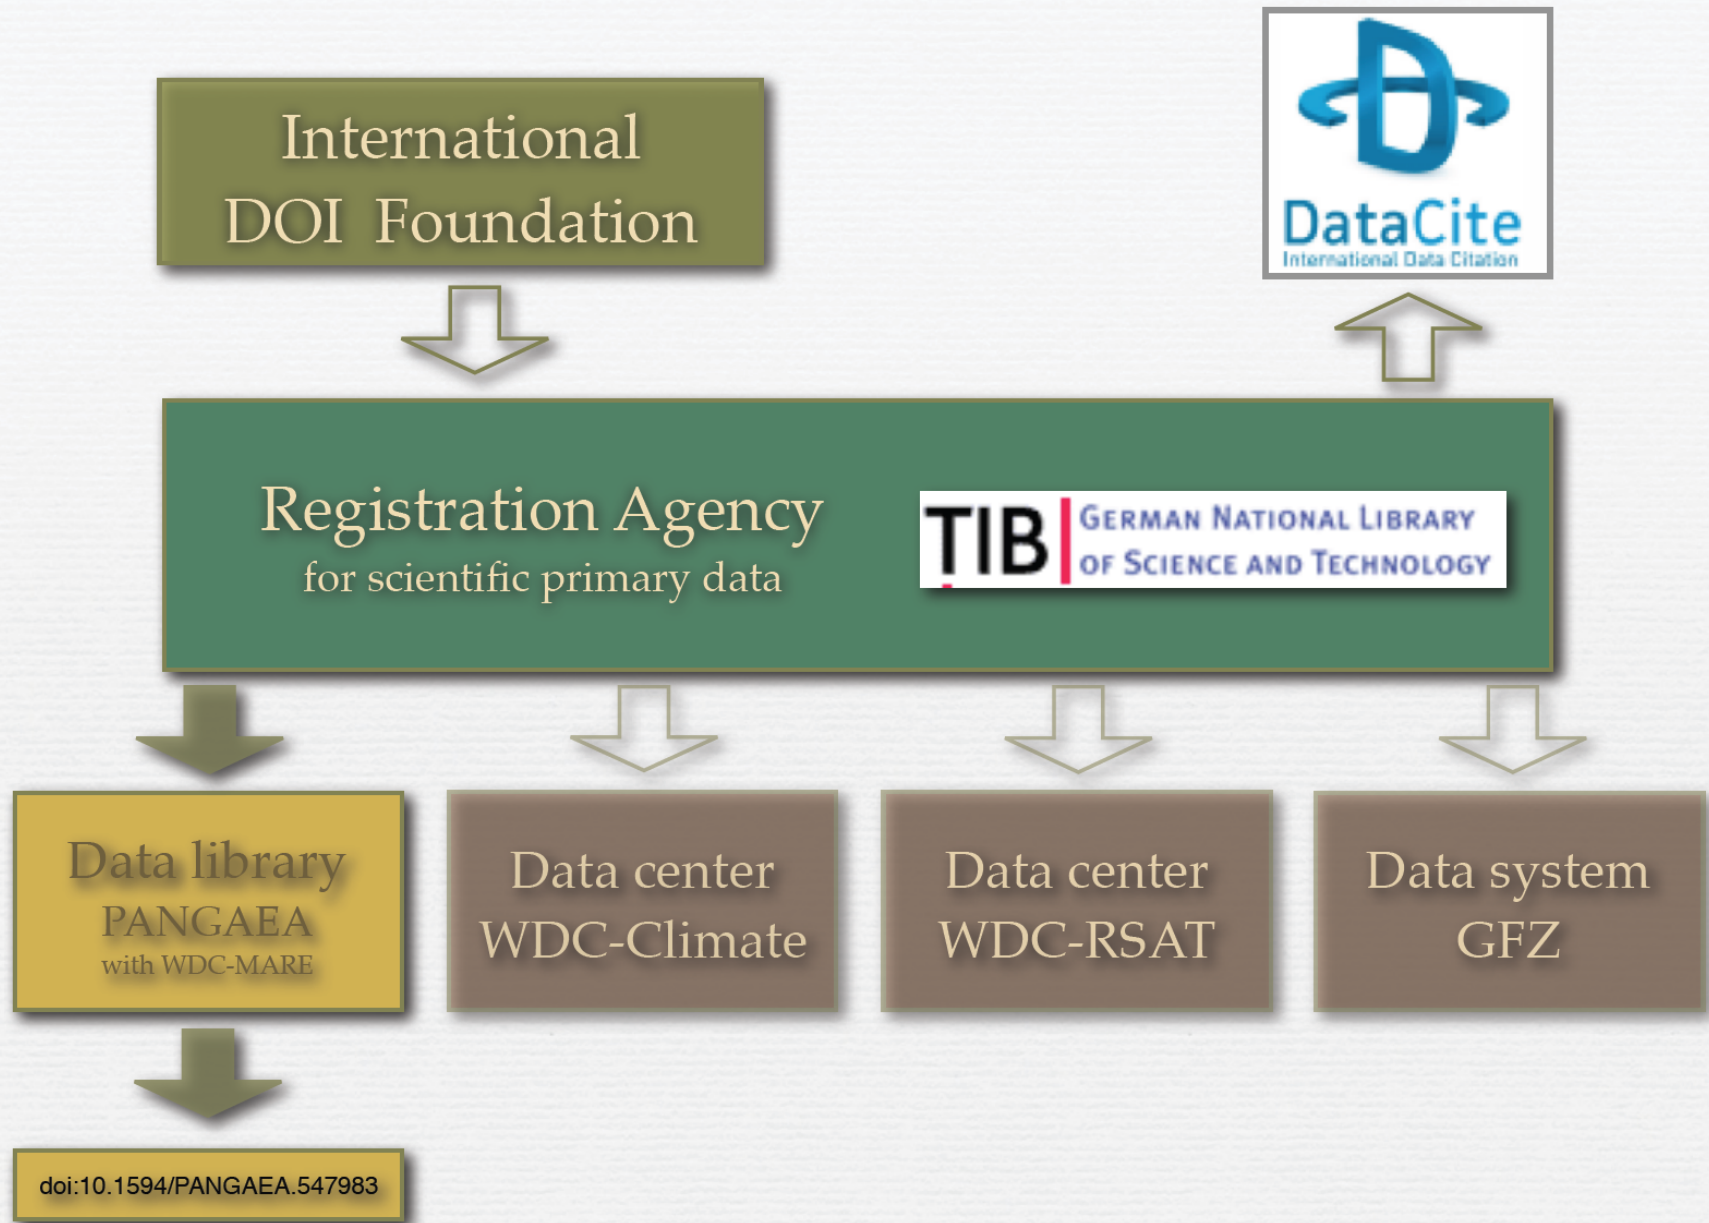 International
DOI Foundation
DataCite
International Data Citation
Registration Agency
for scientific primary data
TIB
GERMAN NATIONAL LIBRARY
OF SCIENCE AND TECHNOLOGY
Data library
PANGAEA
with WDC-MARE
Data center
WDC-Climate
Data center
WDC-RSAT
Data system
GFZ
doi:10.1594/PANGAEA.547983